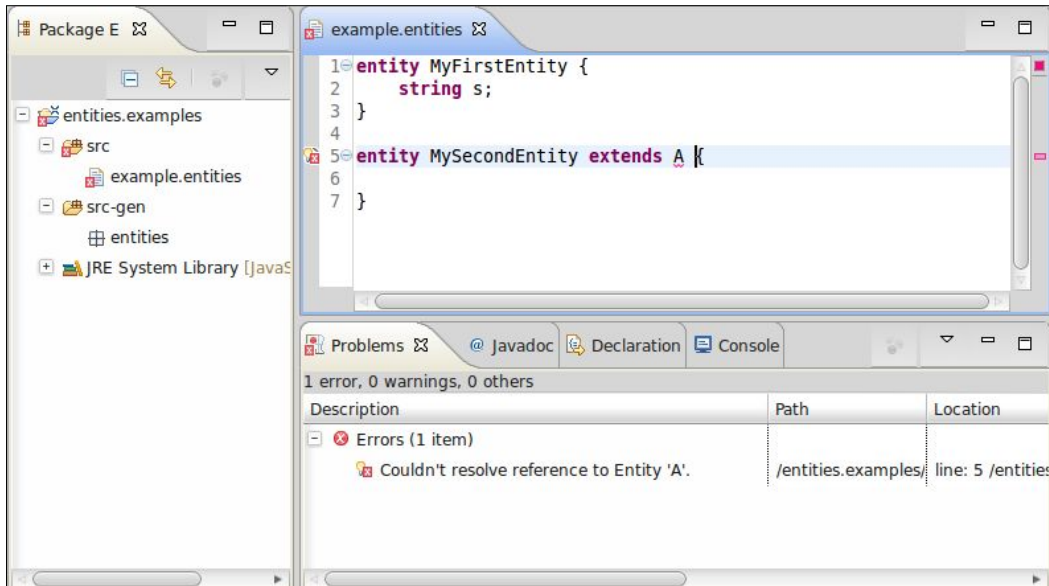 Package E
entities.examples
src
example.entities
src-gen
entities
JRE System Library [JavaS
example.entities
1 entity MyFirstEntity {
2     string s;
3 }
4
5 entity MySecondEntity extends A {
6
7 }
Problems @ Javadoc Declaration Console
1 error, 0 warnings, 0 others
Description Path Location
Errors (1 item)
Couldn't resolve reference to Entity 'A'. /entities.examples/ line: 5 /entities